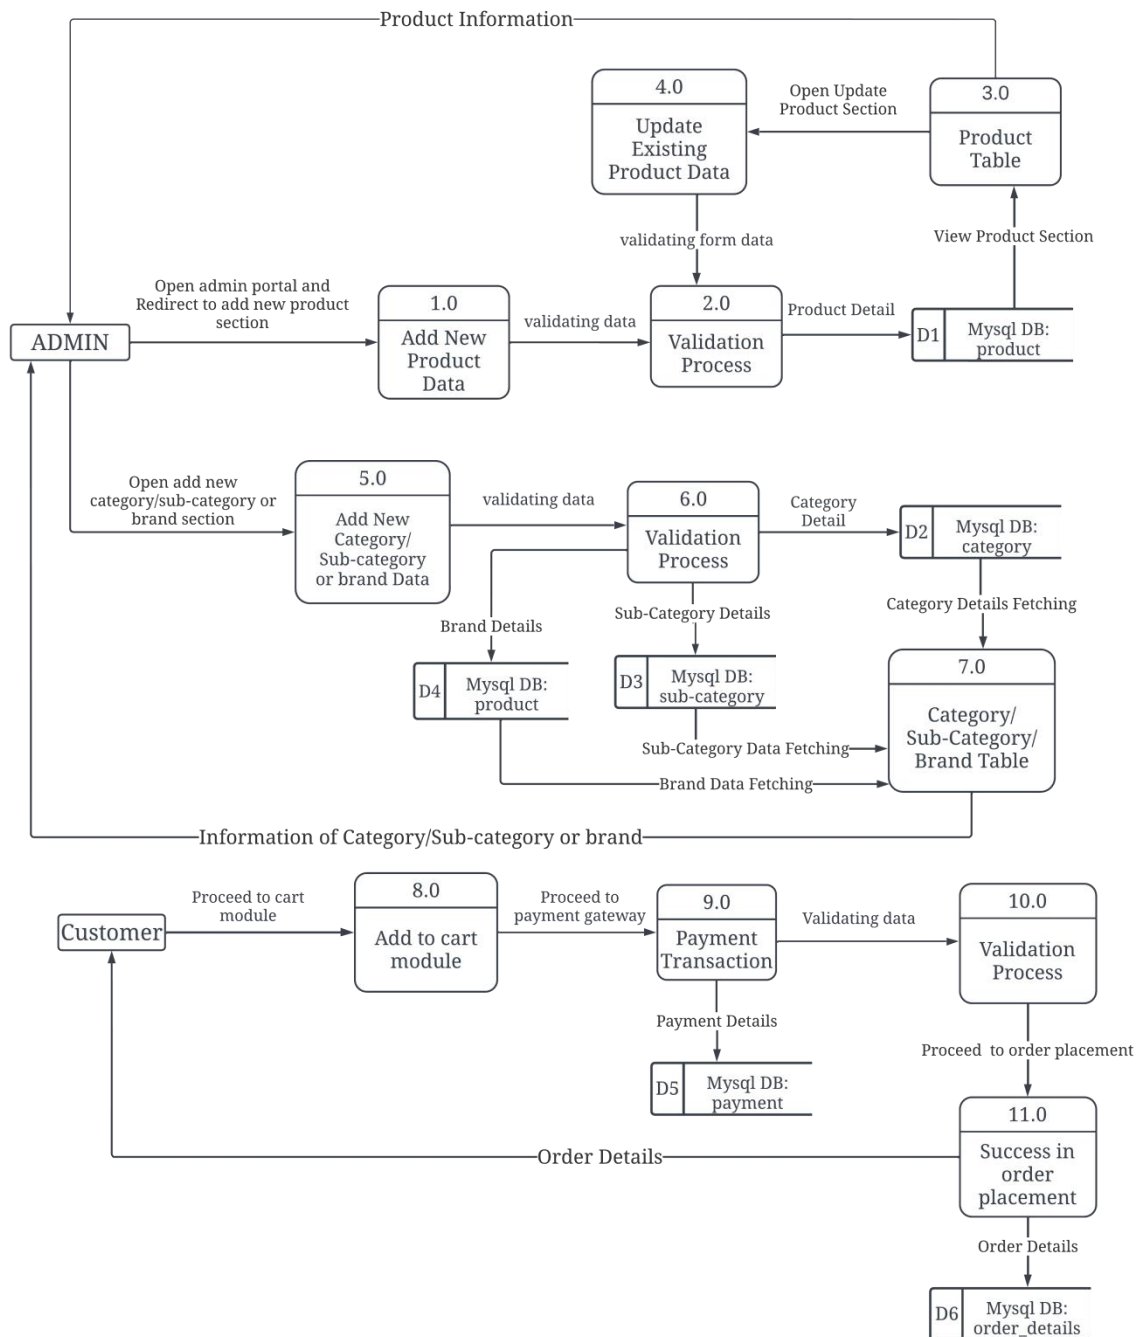 Product Information
4.0
Update
Existing
Product Data
Open Update
Product Section
3.0
Product
Table
validating form data
View Product Section
Open admin portal and
Redirect to add new product
section
ADMIN
1.0
Add New
Product
Data
validating data
2.0
Validation
Process
Product Detail
D1
Mysql DB:
product
Open add new
category/sub-category or
brand section
5.0
Add New
Category/
Sub-category
or brand Data
validating data
6.0
Validation
Process
Category
Detail
D2
Mysql DB:
category
Brand Details
Sub-Category Details
Category Details Fetching
D4
Mysql DB:
product
D3
Mysql DB:
sub-category
7.0
Category/
Sub-Category/
Brand Table
Sub-Category Data Fetching
Brand Data Fetching
Information of Category/Sub-category or brand
Customer
Proceed to cart
module
8.0
Add to cart
module
Proceed to
payment gateway
9.0
Payment
Transaction
Validating data
10.0
Validation
Process
Payment Details
D5
Mysql DB:
payment
Proceed to order placement
11.0
Success in
order
placement
Order Details
Order Details
D6
Mysql DB:
order_details